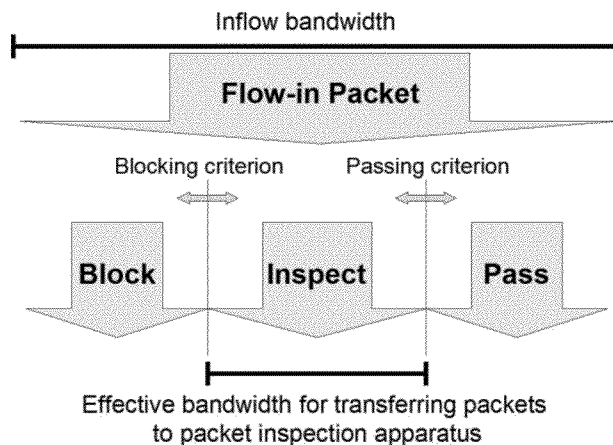 Inflow bandwidth
Flow-in Packet
Blocking criterion
Passing criterion
Block
Inspect
Pass
Effective bandwidth for transferring packets
to packet inspection apparatus